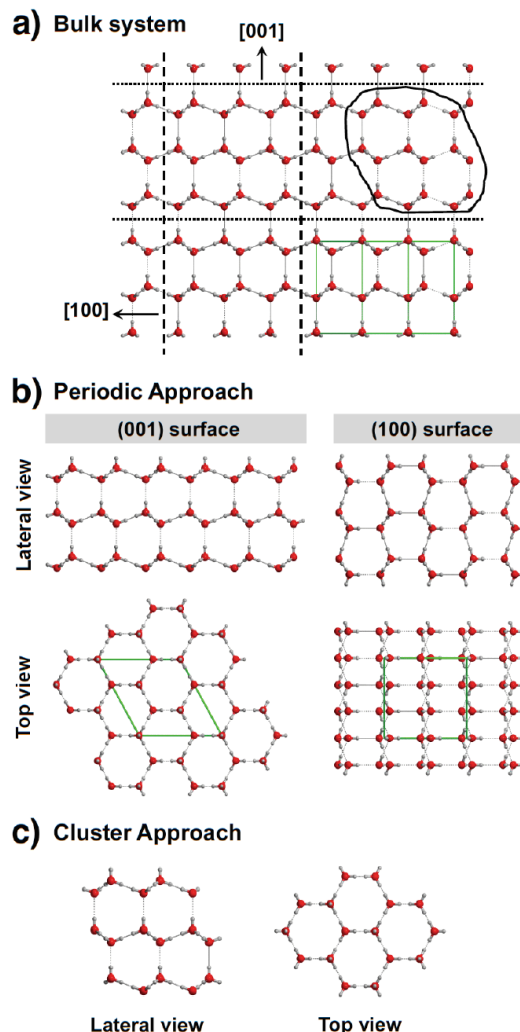 a) Bulk system
[001]
[100]
b) Periodic Approach
(001) surface
(100) surface
Lateral view
Top view
c) Cluster Approach
Lateral view
Top view